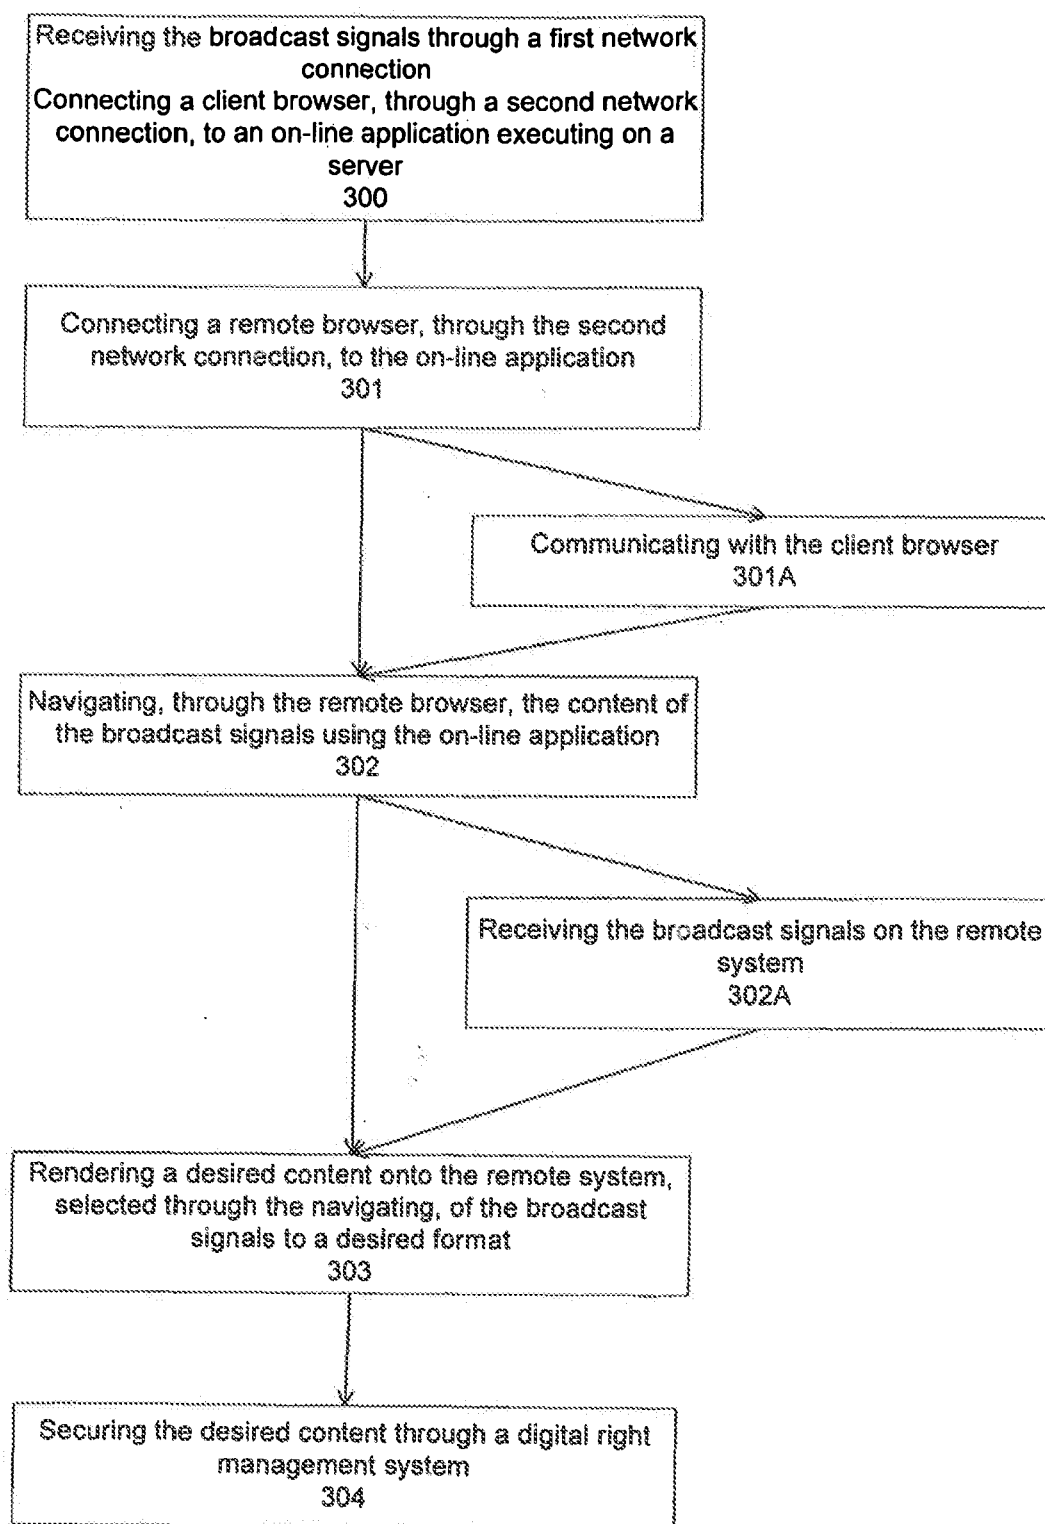 Receiving the broadcast signals through a first network
connection
Connecting a client browser, through a second network
connection, to an on-line application executing on a
server
300
Connecting a remote browser, through the second
network connection, to the on-line application
301
Communicating with the client browser
301A
Navigating, through the remote browser, the content of
the broadcast signals using the on-line application
302
Receiving the broadcast signals on the remote
system
302A
Rendering a desired content onto the remote system,
selected through the navigating, of the broadcast
signals to a desired format
303
Securing the desired content through a digital right
management system
304